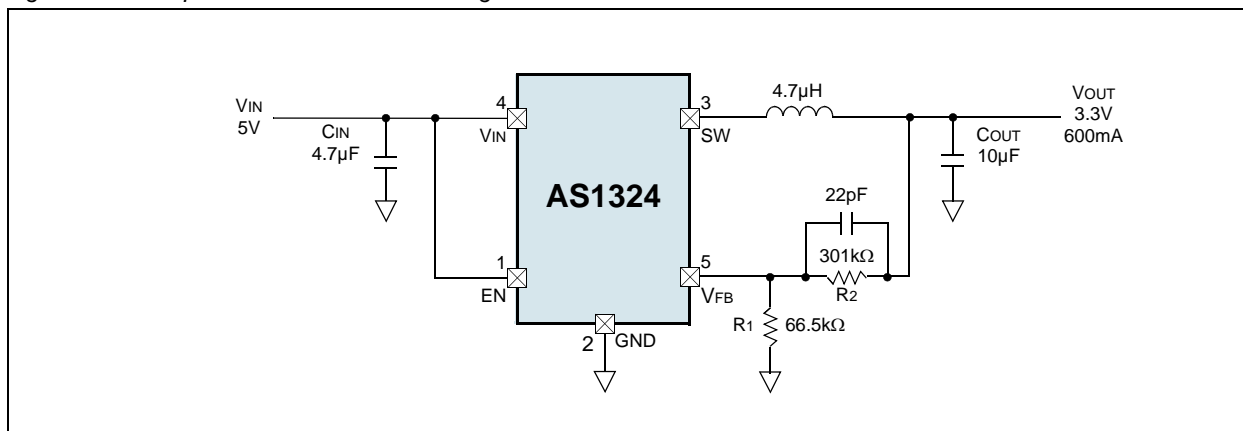 VIN
5V
CIN
4.7µF
4
VIN
1
EN
AS1324
2
GND
3
SW
5
VFB
4.7µH
22pF
301kΩ
R2
R1
66.5kΩ
COUT
10µF
VOUT
3.3V
600mA